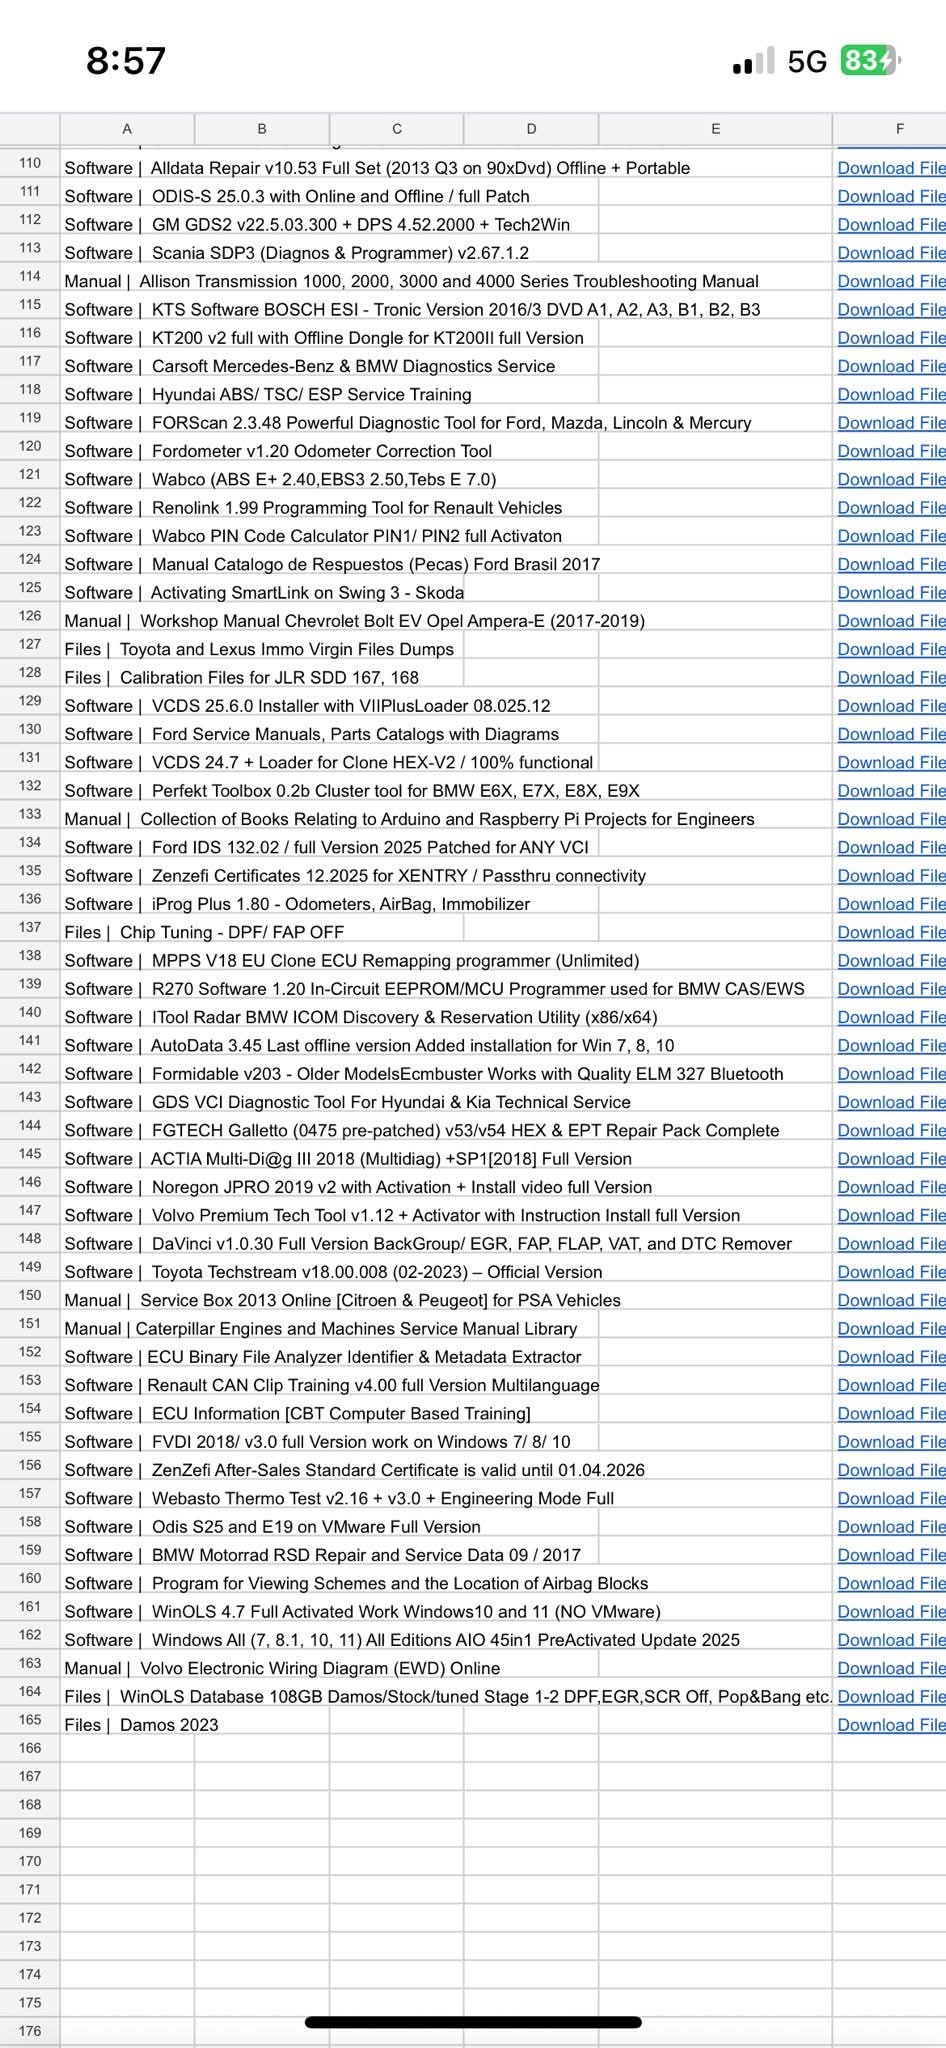 8:57 5G 83
A B C D E F
110 Software | Alldata Repair v10.53 Full Set (2013 Q3 on 90xDvd) Offline + Portable Download File
111 Software | ODIS-S 25.0.3 with Online and Offline / full Patch Download File
112 Software | GM GDS2 v22.5.03.300 + DPS 4.52.2000 + Tech2Win Download File
113 Software | Scania SDP3 (Diagnos & Programmer) v2.67.1.2 Download File
114 Manual | Allison Transmission 1000, 2000, 3000 and 4000 Series Troubleshooting Manual Download File
115 Software | KTS Software BOSCH ESI - Tronic Version 2016/3 DVD A1, A2, A3, B1, B2, B3 Download File
116 Software | KT200 v2 full with Offline Dongle for KT200II full Version Download File
117 Software | Carsoft Mercedes-Benz & BMW Diagnostics Service Download File
118 Software | Hyundai ABS/ TSC/ ESP Service Training Download File
119 Software | FORScan 2.3.48 Powerful Diagnostic Tool for Ford, Mazda, Lincoln & Mercury Download File
120 Software | Fordometer v1.20 Odometer Correction Tool Download File
121 Software | Wabco (ABS E+ 2.40,EBS3 2.50,Tebs E 7.0) Download File
122 Software | Renolink 1.99 Programming Tool for Renault Vehicles Download File
123 Software | Wabco PIN Code Calculator PIN1/ PIN2 full Activaton Download File
124 Software | Manual Catalogo de Respuestos (Pecas) Ford Brasil 2017 Download File
125 Software | Activating SmartLink on Swing 3 - Skoda Download File
126 Manual | Workshop Manual Chevrolet Bolt EV Opel Ampera-E (2017-2019) Download File
127 Files | Toyota and Lexus Immo Virgin Files Dumps Download File
128 Files | Calibration Files for JLR SDD 167, 168 Download File
129 Software | VCDS 25.6.0 Installer with VIIPlusLoader 08.025.12 Download File
130 Software | Ford Service Manuals, Parts Catalogs with Diagrams Download File
131 Software | VCDS 24.7 + Loader for Clone HEX-V2 / 100% functional Download File
132 Software | Perfekt Toolbox 0.2b Cluster tool for BMW E6X, E7X, E8X, E9X Download File
133 Manual | Collection of Books Relating to Arduino and Raspberry Pi Projects for Engineers Download File
134 Software | Ford IDS 132.02 / full Version 2025 Patched for ANY VCI Download File
135 Software | Zenzefi Certificates 12.2025 for XENTRY / Passthru connectivity Download File
136 Software | iProg Plus 1.80 - Odometers, AirBag, Immobilizer Download File
137 Files | Chip Tuning - DPF/ FAP OFF Download File
138 Software | MPPS V18 EU Clone ECU Remapping programmer (Unlimited) Download File
139 Software | R270 Software 1.20 In-Circuit EEPROM/MCU Programmer used for BMW CAS/EWS Download File
140 Software | ITool Radar BMW ICOM Discovery & Reservation Utility (x86/x64) Download File
141 Software | AutoData 3.45 Last offline version Added installation for Win 7, 8, 10 Download File
142 Software | Formidable v203 - Older ModelsEcmbuster Works with Quality ELM 327 Bluetooth Download File
143 Software | GDS VCI Diagnostic Tool For Hyundai & Kia Technical Service Download File
144 Software | FGTECH Galletto (0475 pre-patched) v53/v54 HEX & EPT Repair Pack Complete Download File
145 Software | ACTIA Multi-Di@g III 2018 (Multidiag) +SP1[2018] Full Version Download File
146 Software | Noregon JPRO 2019 v2 with Activation + Install video full Version Download File
147 Software | Volvo Premium Tech Tool v1.12 + Activator with Instruction Install full Version Download File
148 Software | DaVinci v1.0.30 Full Version BackGroup/ EGR, FAP, FLAP, VAT, and DTC Remover Download File
149 Software | Toyota Techstream v18.00.008 (02-2023) – Official Version Download File
150 Manual | Service Box 2013 Online [Citroen & Peugeot] for PSA Vehicles Download File
151 Manual | Caterpillar Engines and Machines Service Manual Library Download File
152 Software | ECU Binary File Analyzer Identifier & Metadata Extractor Download File
153 Software | Renault CAN Clip Training v4.00 full Version Multilanguage Download File
154 Software | ECU Information [CBT Computer Based Training] Download File
155 Software | FVDI 2018/ v3.0 full Version work on Windows 7/ 8/ 10 Download File
156 Software | ZenZefi After-Sales Standard Certificate is valid until 01.04.2026 Download File
157 Software | Webasto Thermo Test v2.16 + v3.0 + Engineering Mode Full Download File
158 Software | Odis S25 and E19 on VMware Full Version Download File
159 Software | BMW Motorrad RSD Repair and Service Data 09 / 2017 Download File
160 Software | Program for Viewing Schemes and the Location of Airbag Blocks Download File
161 Software | WinOLS 4.7 Full Activated Work Windows10 and 11 (NO VMware) Download File
162 Software | Windows All (7, 8.1, 10, 11) All Editions AIO 45in1 PreActivated Update 2025 Download File
163 Manual | Volvo Electronic Wiring Diagram (EWD) Online Download File
164 Files | WinOLS Database 108GB Damos/Stock/tuned Stage 1-2 DPF,EGR,SCR Off, Pop&Bang etc. Download File
165 Files | Damos 2023 Download File
166
167
168
169
170
171
172
173
174
175
176